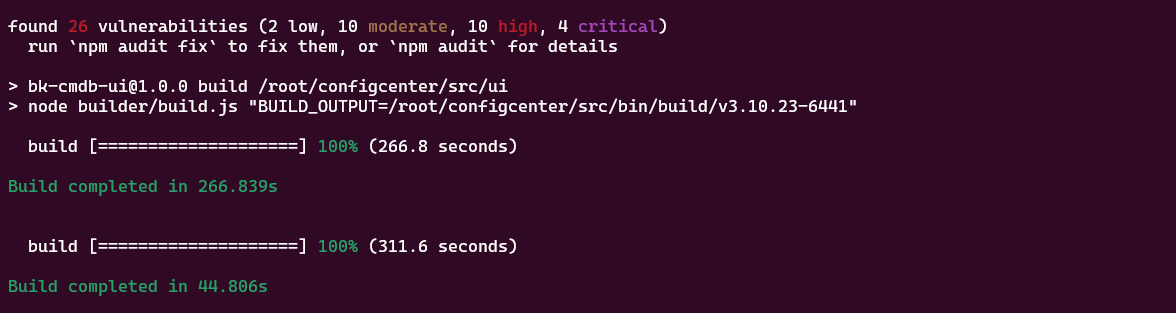 found 26 vulnerabilities (2 low, 10 moderate, 10 high, 4 critical)
  run `npm audit fix` to fix them, or `npm audit` for details
> bk-cmdb-ui@1.0.0 build /root/configcenter/src/ui
> node builder/build.js "BUILD_OUTPUT=/root/configcenter/src/bin/build/v3.10.23-6441"
  build [====================] 100% (266.8 seconds)
Build completed in 266.839s
  build [====================] 100% (311.6 seconds)
Build completed in 44.806s